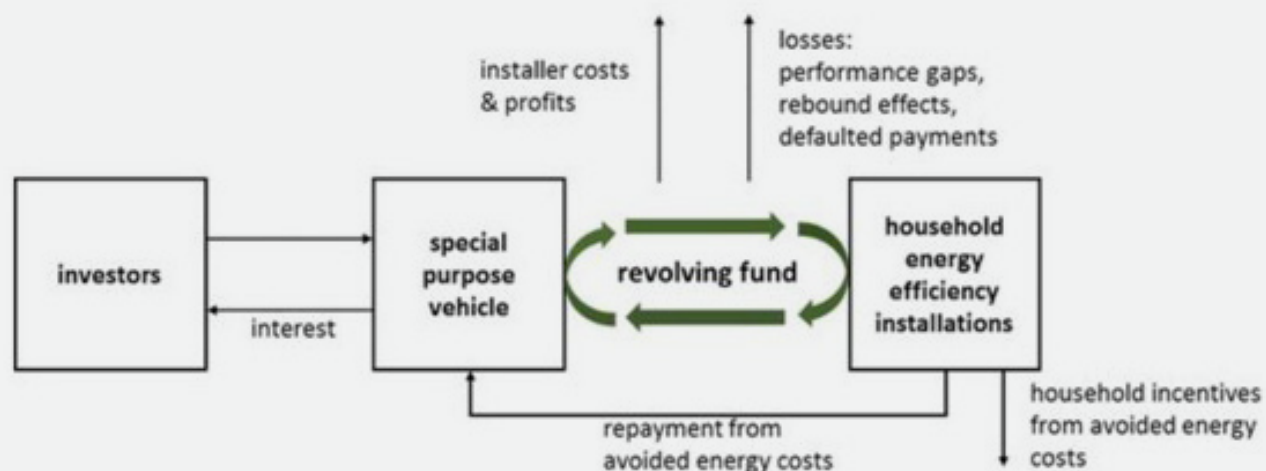 installer costs
& profits
losses:
performance gaps,
rebound effects,
defaulted payments
investors
special
purpose
vehicle
revolving fund
household
energy
efficiency
installations
interest
repayment from
avoided energy costs
household incentives
from avoided energy
costs